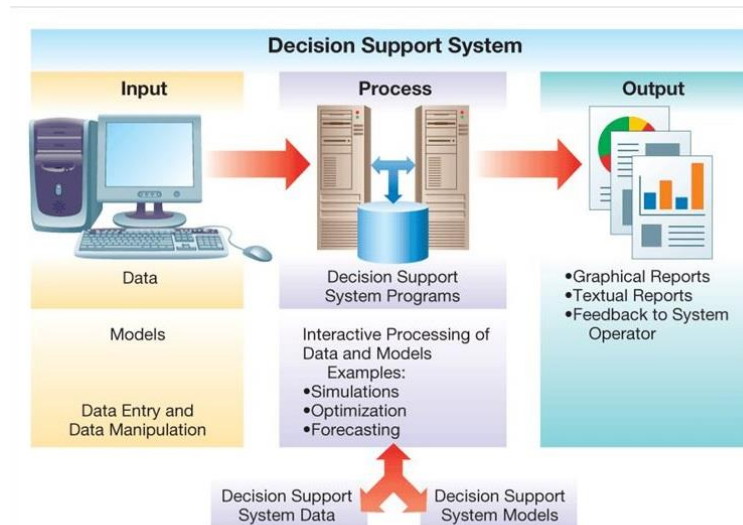 Decision Support System
Input
Data
Models
Data Entry and
Data Manipulation
Process
Decision Support
System Programs
Interactive Processing of
Data and Models
Examples:
•Simulations
•Optimization
•Forecasting
Output
•Graphical Reports
•Textual Reports
•Feedback to System
Operator
Decision Support
System Data
Decision Support
System Models